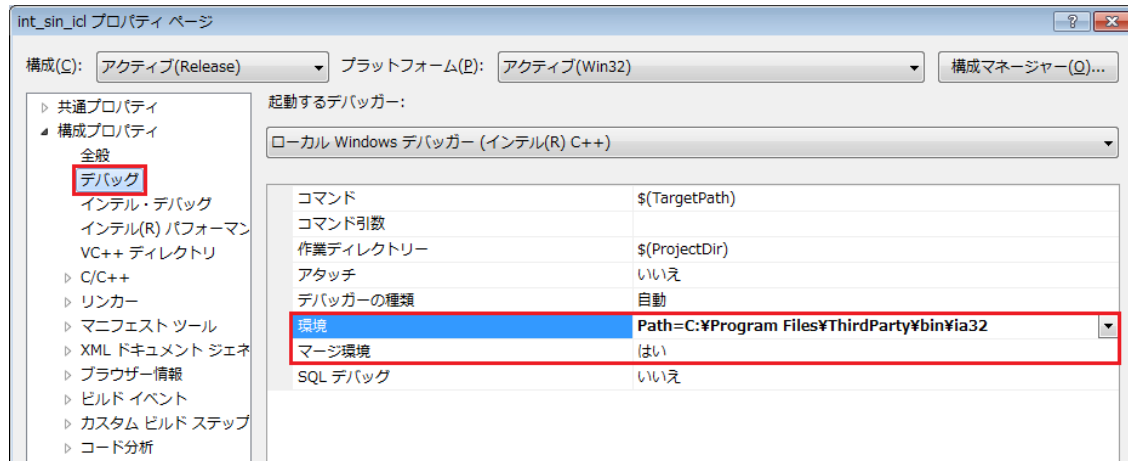 int_sin_icl プロパティ ページ
構成(C): アクティブ(Release) プラットフォーム(P): アクティブ(Win32) 構成マネージャー(O)...
共通プロパティ
構成プロパティ
全般
デバッグ
インテル・デバッグ
インテル(R) パフォーマン
VC++ ディレクトリ
C/C++
リンカー
マニフェスト ツール
XML ドキュメント ジェネ
ブラウザー情報
ビルド イベント
カスタム ビルド ステップ
コード分析
起動するデバッガー:
ローカル Windows デバッガー (インテル(R) C++)
コマンド $(TargetPath)
コマンド引数
作業ディレクトリー $(ProjectDir)
アタッチ いいえ
デバッガーの種類 自動
環境 Path=C:¥Program Files¥ThirdParty¥bin¥ia32
マージ環境 はい
SQL デバッグ いいえ